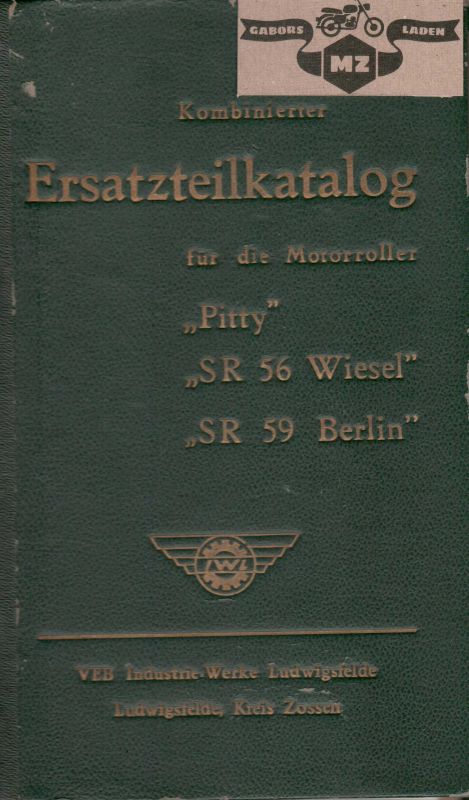 GABORS LADEN
MZ
Kombinierter
Ersatzteilkatalog
für die Motorroller
„Pitty”
„SR 56 Wiesel”
„SR 59 Berlin”
IWL
VEB Industrie-Werke Ludwigsfelde
Ludwigsfelde, Kreis Zossen